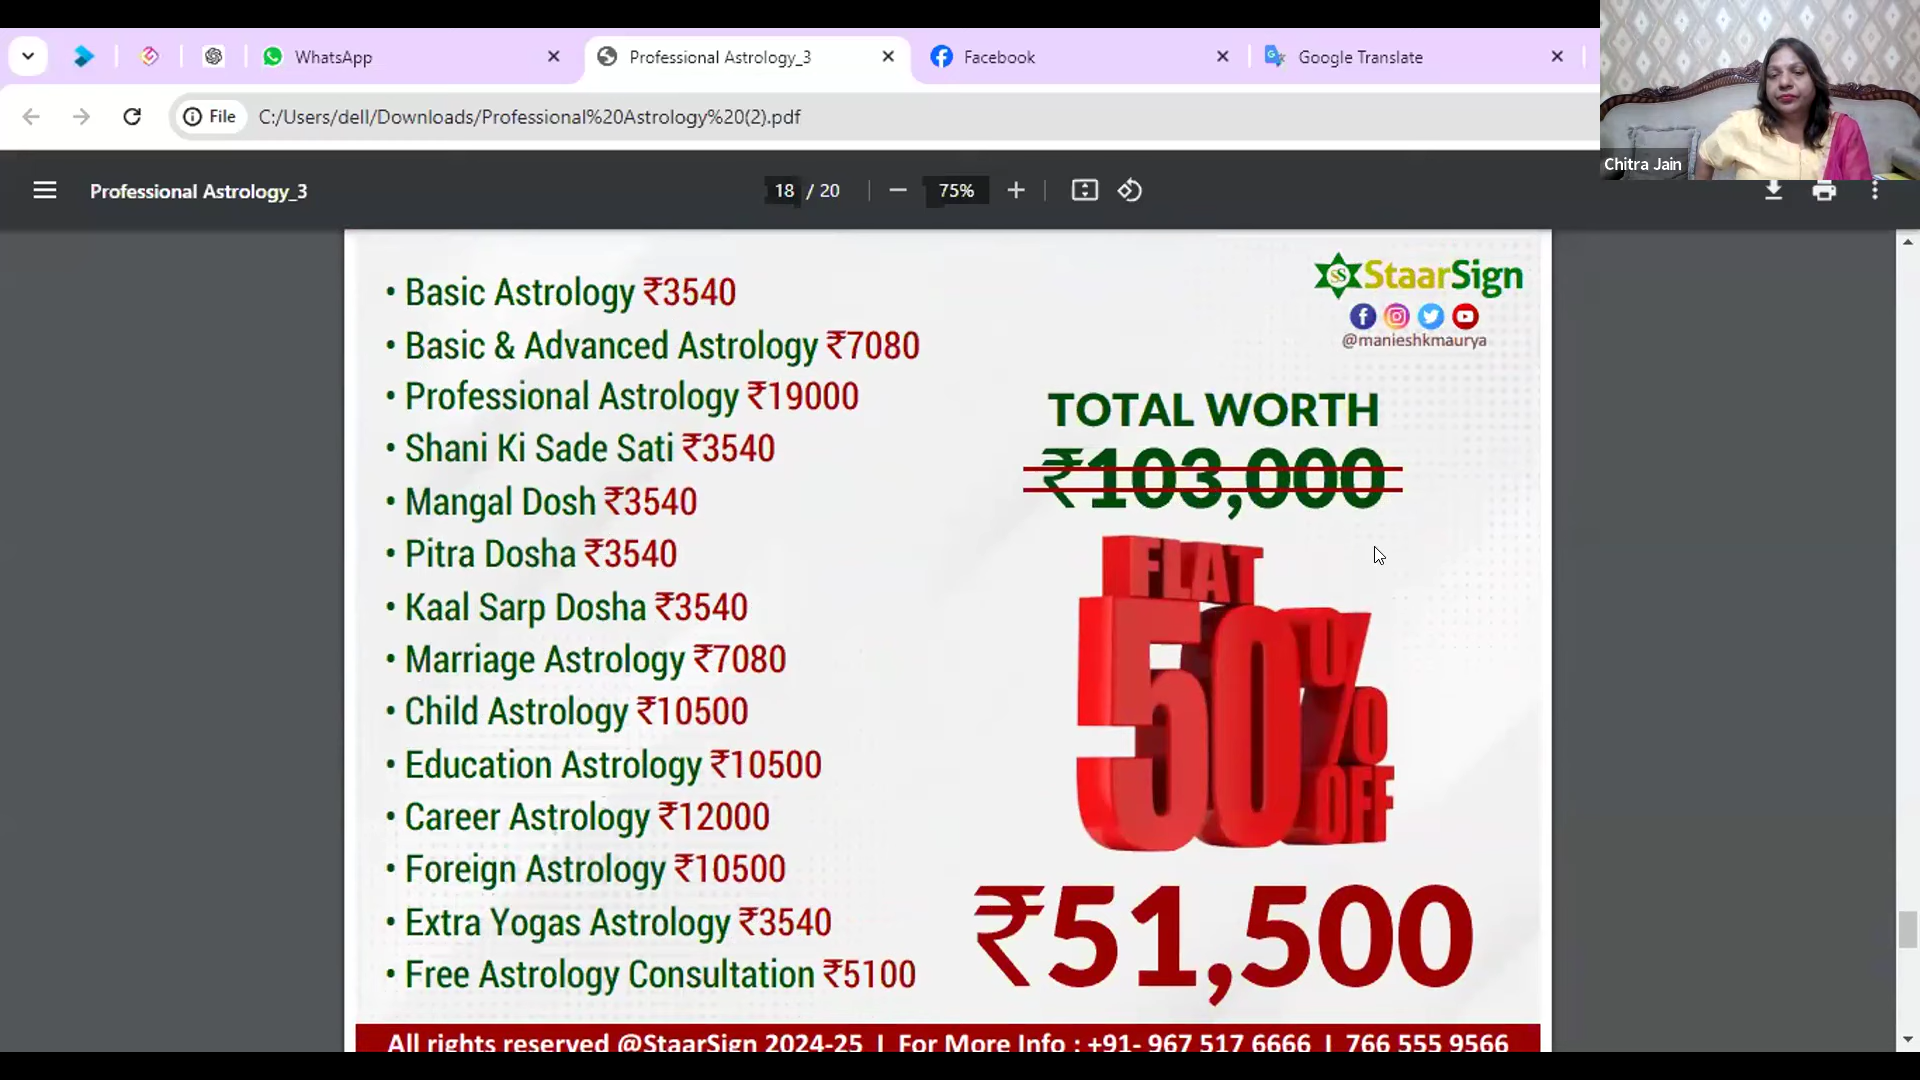 WhatsApp
Professional Astrology_3
Facebook
Google Translate
File
C:/Users/dell/Downloads/Professional%20Astrology%20(2).pdf
Chitra Jain
Professional Astrology_3
18 / 20
75%
• Basic Astrology ₹3540
• Basic & Advanced Astrology ₹7080
• Professional Astrology ₹19000
• Shani Ki Sade Sati ₹3540
• Mangal Dosh ₹3540
• Pitra Dosha ₹3540
• Kaal Sarp Dosha ₹3540
• Marriage Astrology ₹7080
• Child Astrology ₹10500
• Education Astrology ₹10500
• Career Astrology ₹12000
• Foreign Astrology ₹10500
• Extra Yogas Astrology ₹3540
• Free Astrology Consultation ₹5100
SS StaarSign
@manieshkmaurya
TOTAL WORTH
₹103,000
FLAT
50%
OFF
₹51,500
All rights reserved @StaarSign 2024-25 | For More Info : +91- 967 517 6666 | 766 555 9566